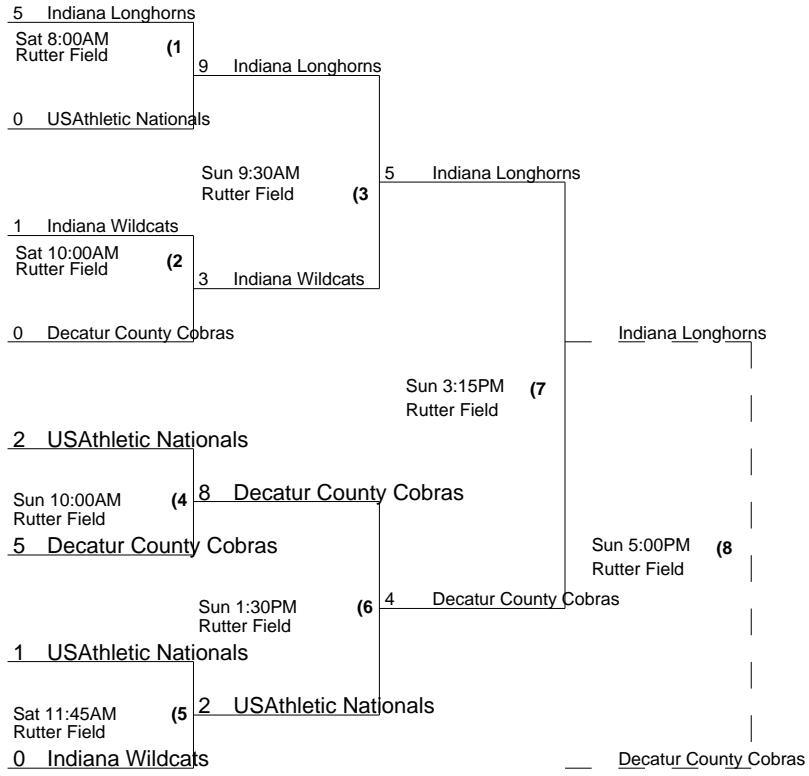 5 Indiana Longhorns
Sat 8:00AM (1
Rutter Field
9 Indiana Longhorns
0 USAthletic Nationals
Sun 9:30AM
Rutter Field (3
5 Indiana Longhorns
1 Indiana Wildcats
Sat 10:00AM (2
Rutter Field
3 Indiana Wildcats
0 Decatur County Cobras
Indiana Longhorns
Sun 3:15PM (7
Rutter Field
2 USAthletic Nationals
Sun 10:00AM (4
Rutter Field
8 Decatur County Cobras
5 Decatur County Cobras
Sun 5:00PM (8
Rutter Field
Sun 1:30PM (6
Rutter Field
4 Decatur County Cobras
1 USAthletic Nationals
Sat 11:45AM (5
Rutter Field
2 USAthletic Nationals
0 Indiana Wildcats
Decatur County Cobras